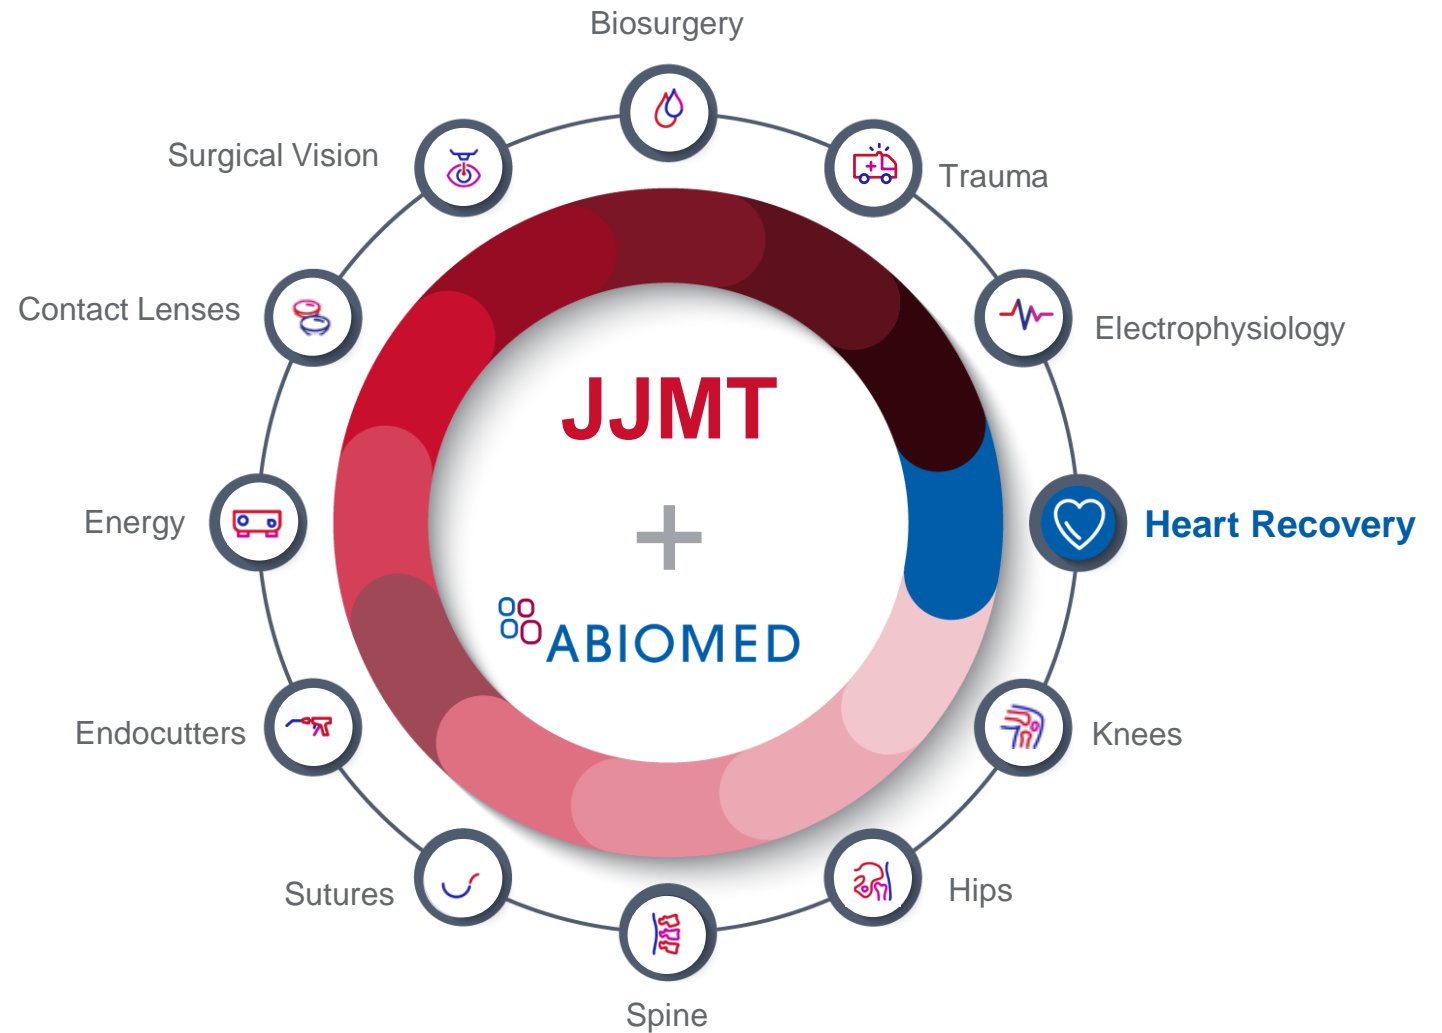 Biosurgery
Surgical Vision
Trauma
Contact Lenses
Electrophysiology
JJMT
+
Energy
Heart Recovery
ABIOMED
Endocutters
Knees
Sutures
Hips
Spine